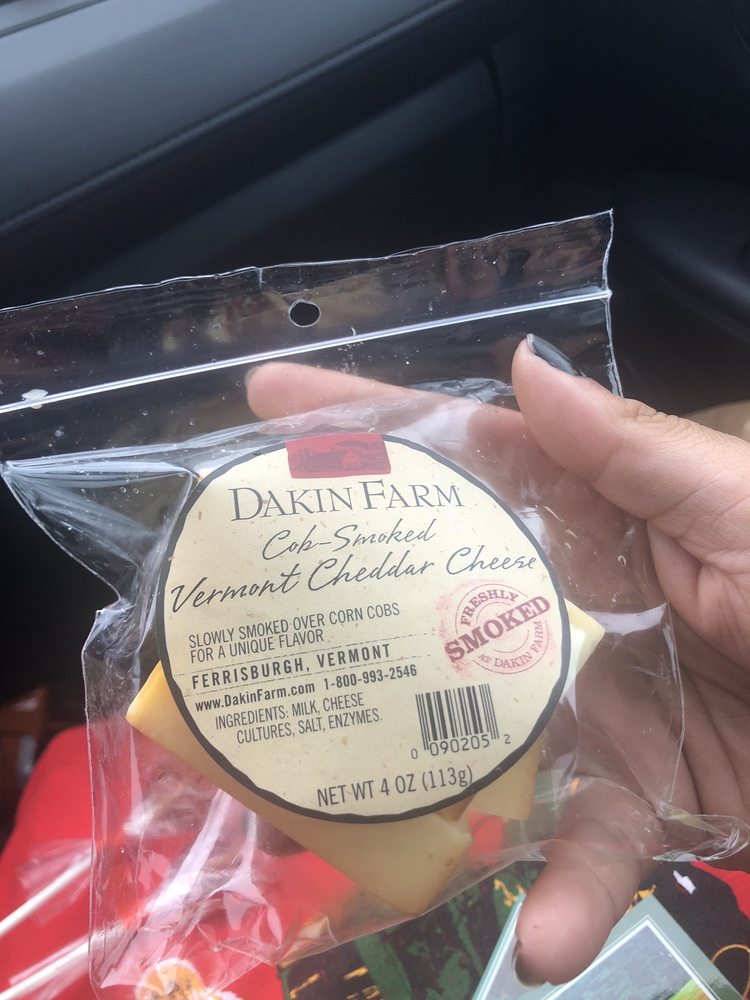 DAKIN FARM
Cob-Smoked
Vermont Cheddar Cheese
SLOWLY SMOKED OVER CORN COBS
FOR A UNIQUE FLAVOR
FERRISBURGH, VERMONT
www.DakinFarm.com 1-800-993-2546
INGREDIENTS: MILK, CHEESE
CULTURES, SALT, ENZYMES.
FRESHLY
SMOKED
AT DAKIN FARM
0 090205 2
NET WT 4 OZ (113g)